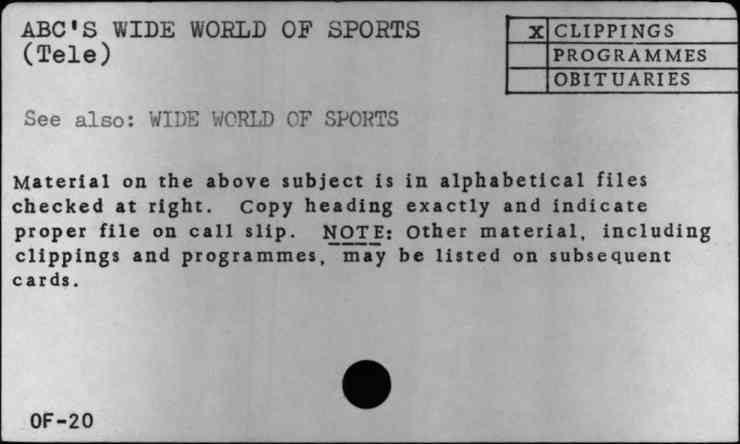 ABC'S WIDE WORLD OF SPORTS
(Tele)
X CLIPPINGS
PROGRAMMES
OBITUARIES
See also: WIDE WORLD OF SPORTS
Material on the above subject is in alphabetical files
checked at right. Copy heading exactly and indicate
proper file on call slip. NOTE: Other material, including
clippings and programmes, may be listed on subsequent
cards.
OF-20